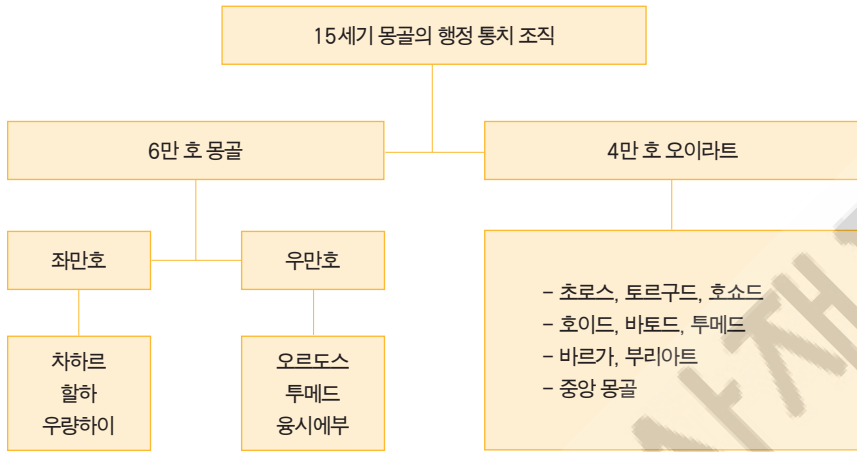 15세기 몽골의 행정 통치 조직
6만 호 몽골
4만 호 오이라트
좌만호
우만호
차하르
할하
우량하이
오르도스
투메드
융시에부
- 초로스, 토르구드, 호쇼드
- 호이드, 바토드, 투메드
- 바르가, 부리아트
- 중앙 몽골